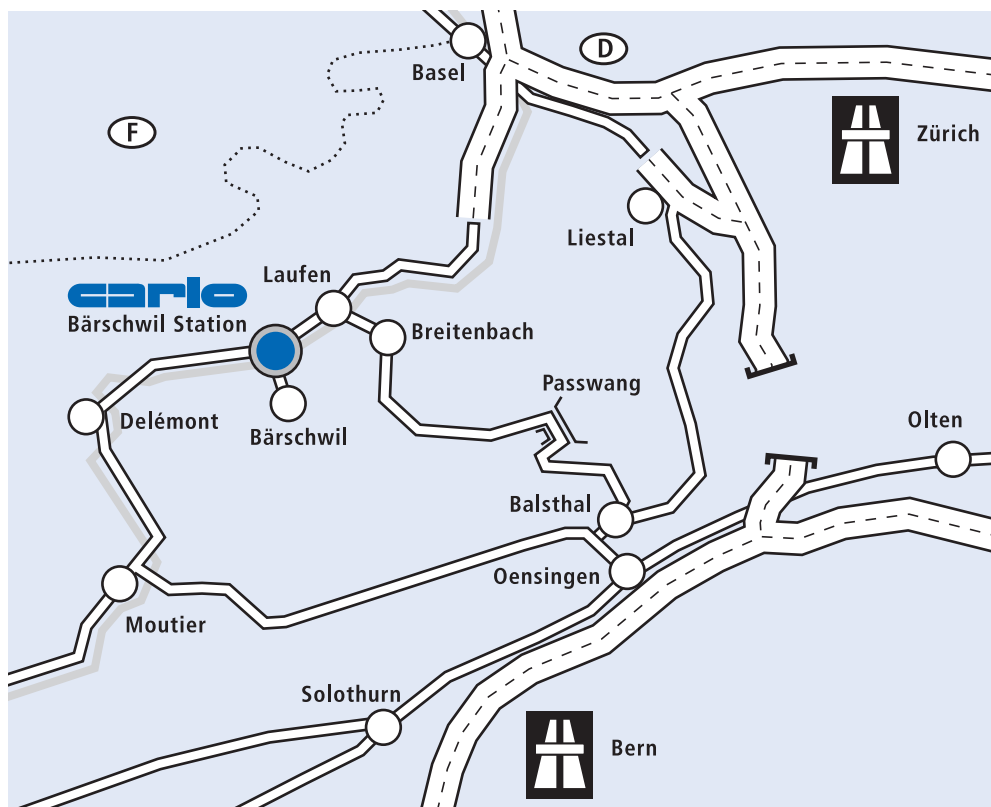 D
Basel
F
Zürich
Liestal
Laufen
carlo
Bärschwil Station
Breitenbach
Passwang
Delémont
Bärschwil
Olten
Balsthal
Oensingen
Moutier
Solothurn
Bern